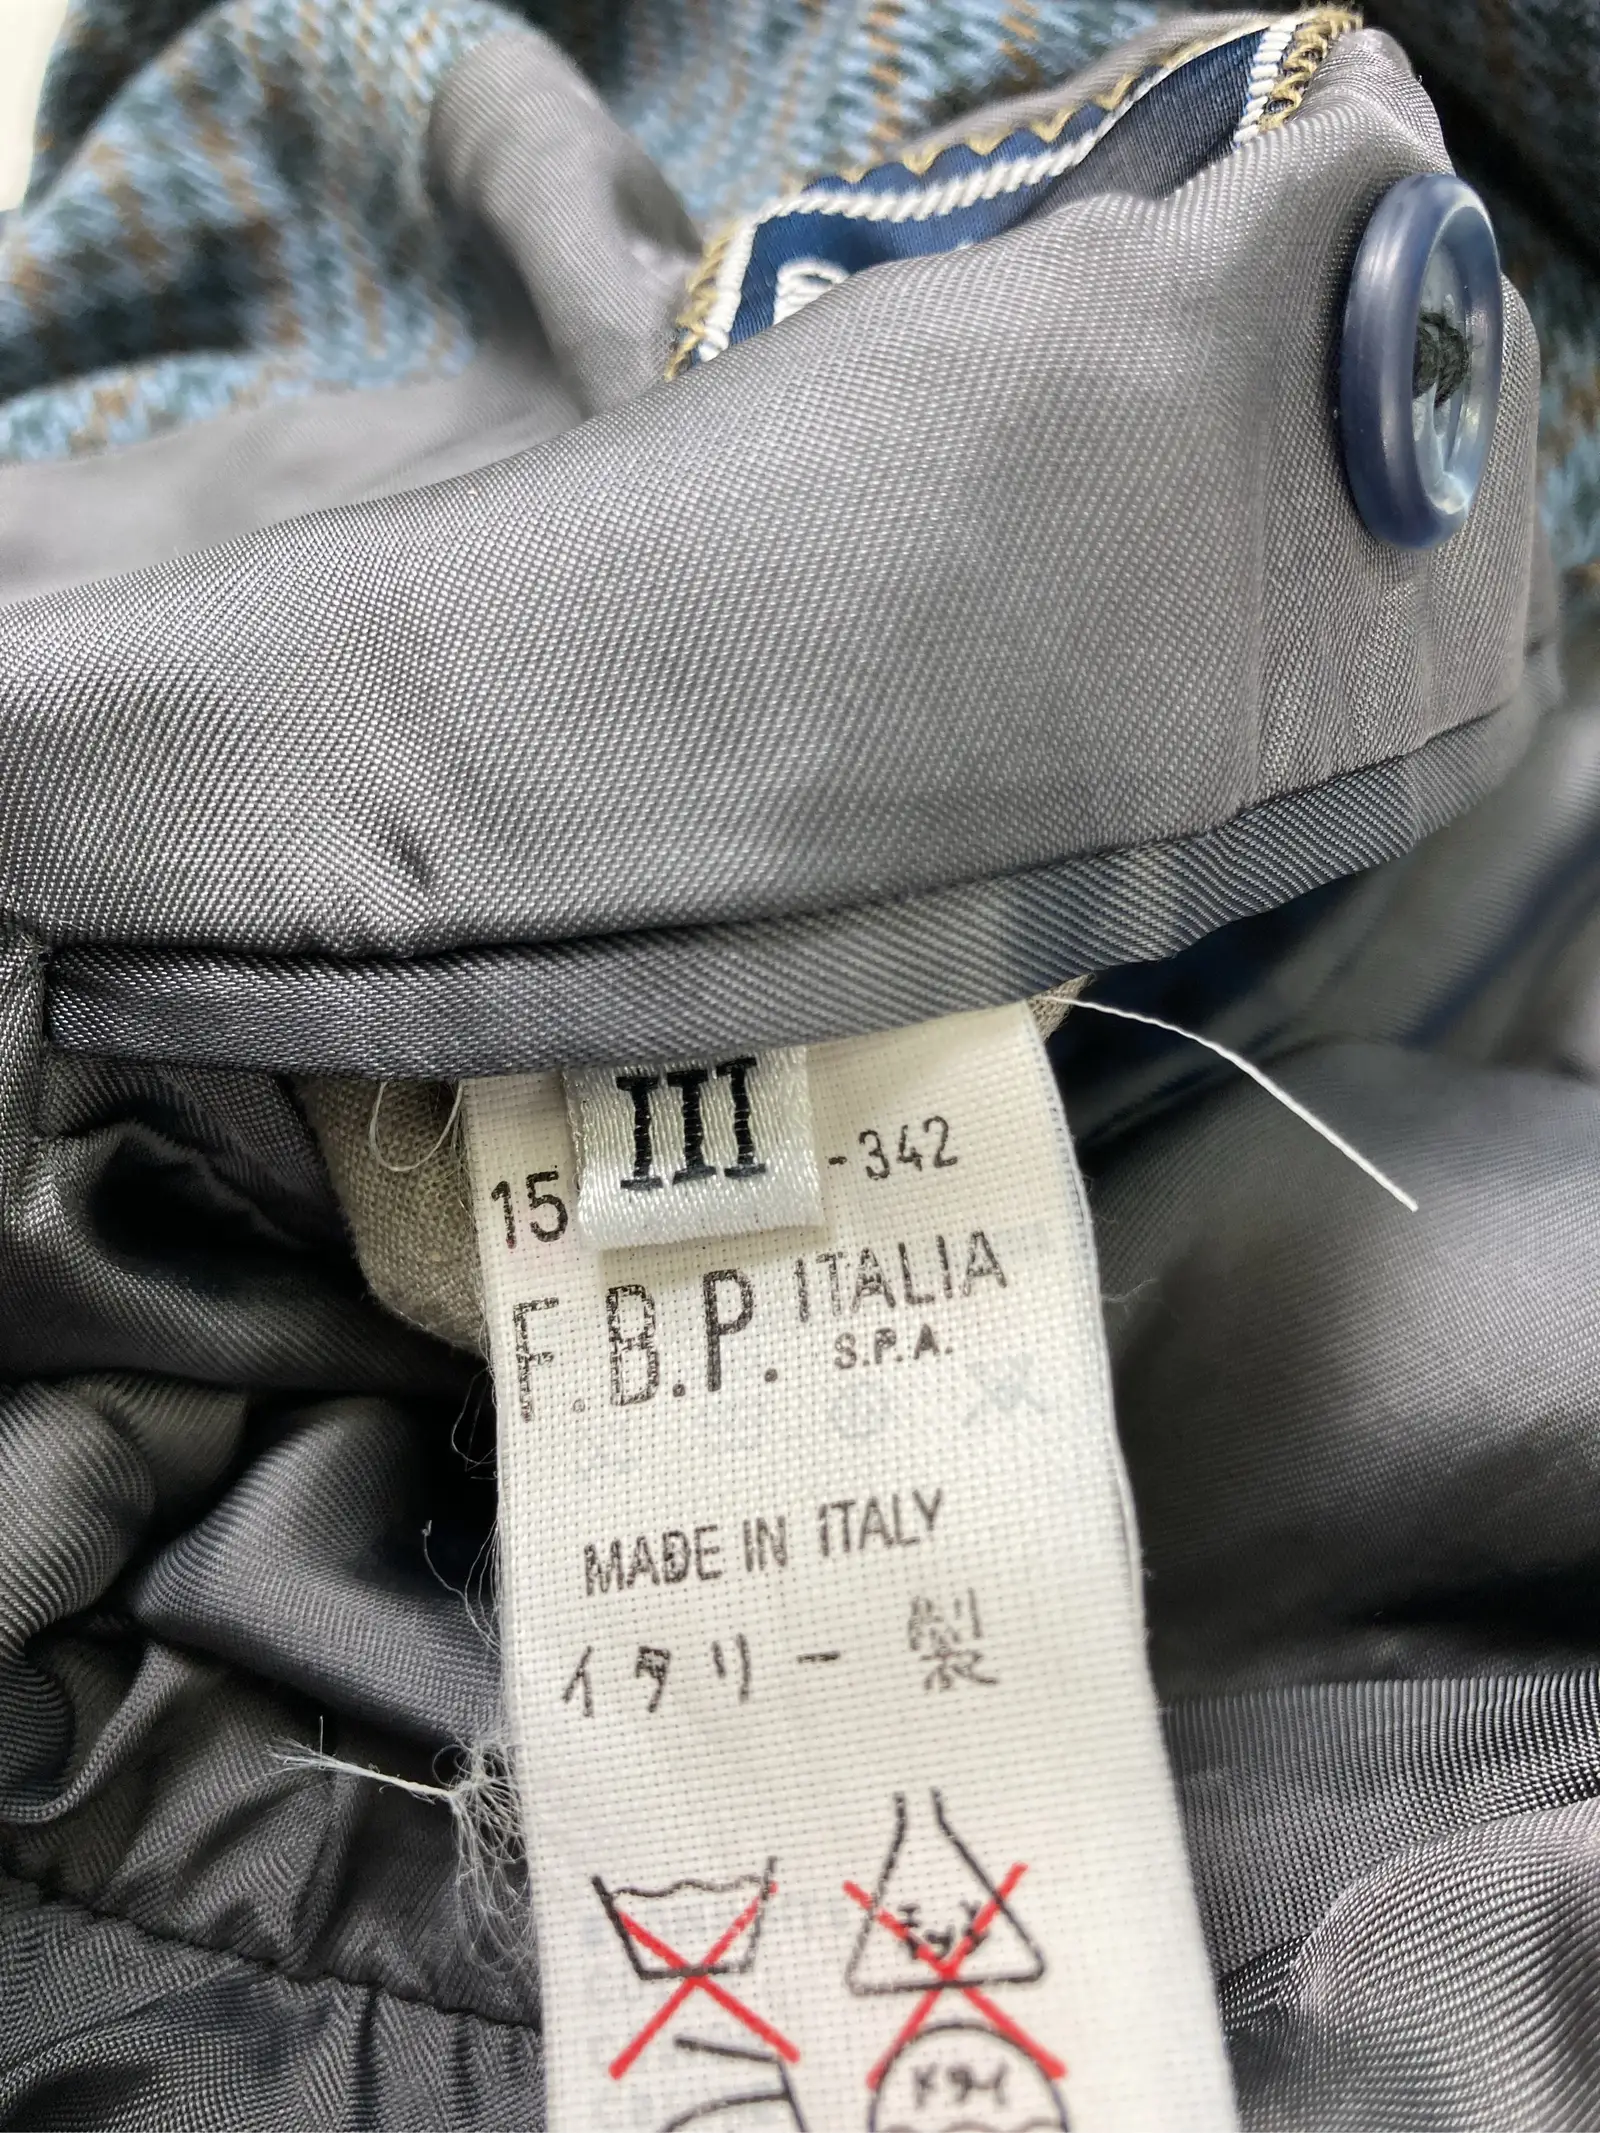 III
15 -342
F.B.P. ITALIA
S.P.A.
MADE IN ITALY
イタリー製